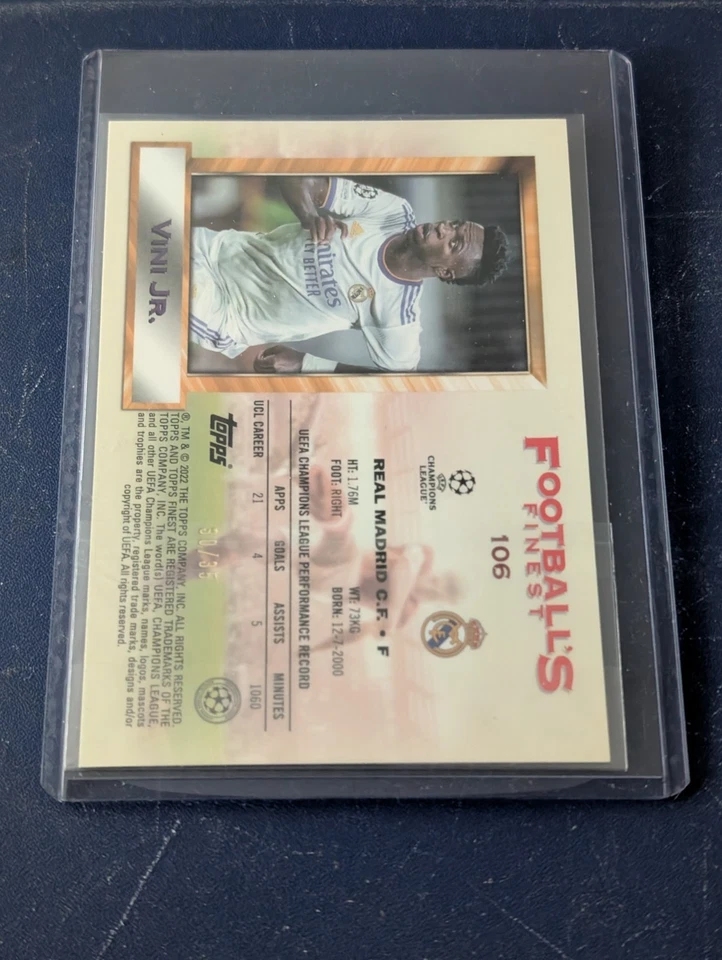 FOOTBALL'S
FINEST
106
VINI JR.
Emirates
FLY BETTER
CHAMPIONS
LEAGUE
REAL MADRID C.F. • F
HT: 1.76M WT: 73KG
FOOT: RIGHT
UEFA CHAMPIONS LEAGUE PERFORMANCE RECORD
APPS GOALS ASSISTS MINUTES
UCL CAREER 21 4 5 1060
topps
®, TM & © 2022 THE TOPPS COMPANY, INC. ALL RIGHTS RESERVED.
TOPPS AND TOPPS FINEST ARE REGISTERED TRADEMARKS OF THE
TOPPS COMPANY, INC. The word(s) UEFA, CHAMPIONS LEAGUE,
and all other UEFA Champions League marks, names, logos, mascots
and trophies are the property, registered trade marks, designs and/or
copyright of UEFA. All rights reserved.